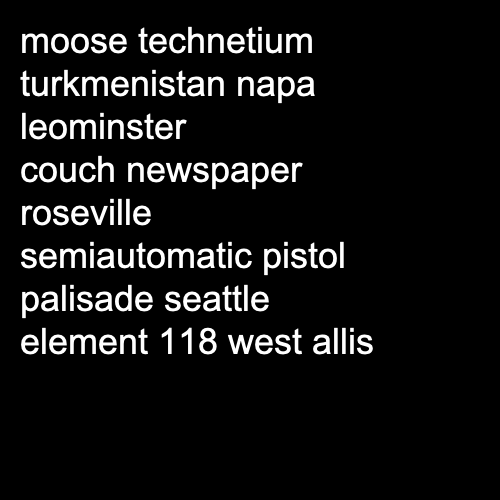 moose technetium
turkmenistan napa
leominster
couch newspaper
roseville
semiautomatic pistol
palisade seattle
element 118 west allis